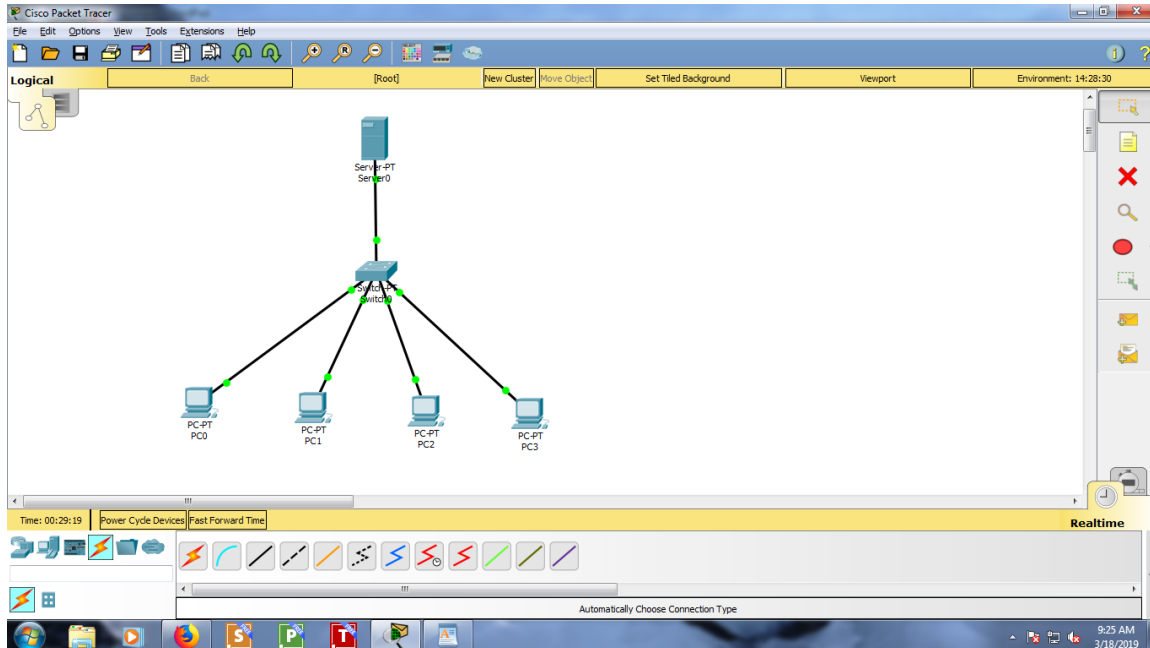 Cisco Packet Tracer
File Edit Options View Tools Extensions Help
Logical Back [Root] New Cluster Move Object Set Tiled Background Viewport Environment: 14:28:30
Server-PT
Server0
Switch-PT
Switch0
PC-PT
PC0
PC-PT
PC1
PC-PT
PC2
PC-PT
PC3
Time: 00:29:19 Power Cycle Devices Fast Forward Time Realtime
Automatically Choose Connection Type
9:25 AM
3/18/2019